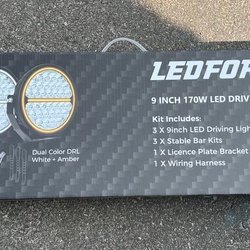 LEDFOR
9 INCH 170W LED DRIV
Kit Includes:
3 X 9inch LED Driving Ligh
3 X Stable Bar Kits
1 X Licence Plate Bracket
1 X Wiring Harness
Dual Color DRL
White + Amber